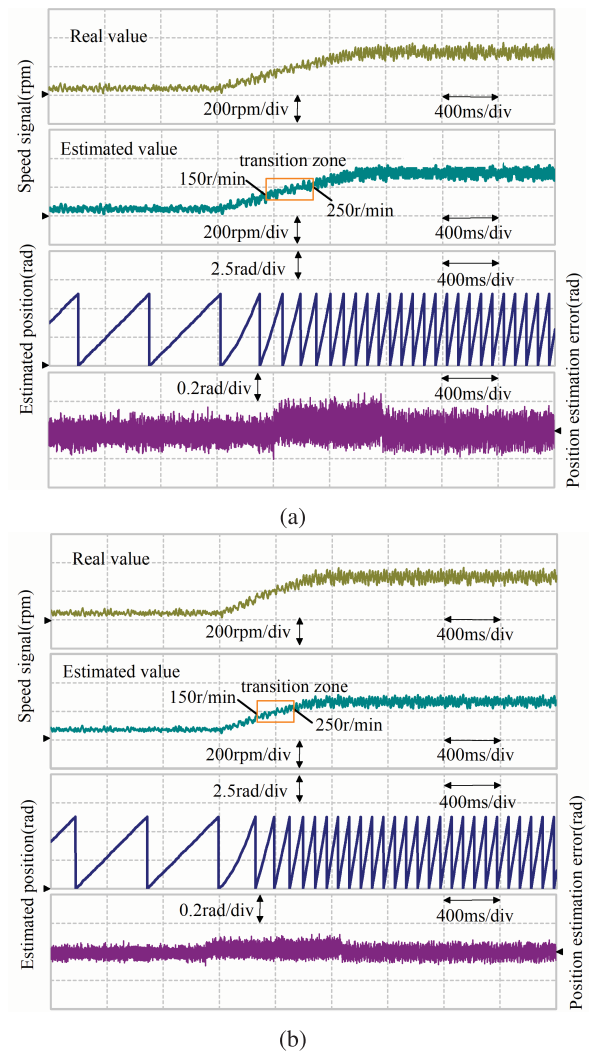 Real value
Speed signal(rpm)
200rpm/div
400ms/div
Estimated value
transition zone
150r/min
250r/min
200rpm/div
400ms/div
2.5rad/div
400ms/div
Estimated position(rad)
Position estimation error(rad)
0.2rad/div
400ms/div
(a)
Real value
Speed signal(rpm)
200rpm/div
400ms/div
Estimated value
transition zone
150r/min
250r/min
200rpm/div
400ms/div
2.5rad/div
400ms/div
Estimated position(rad)
Position estimation error(rad)
0.2rad/div
400ms/div
(b)